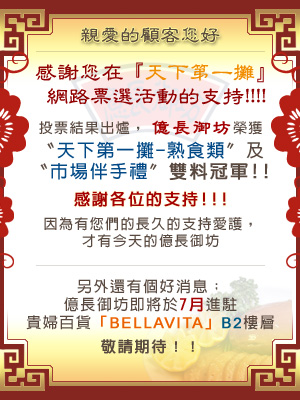 親愛的顧客您好
感謝您在『天下第一攤』
網路票選活動的支持!!!!
投票結果出爐，億長御坊榮獲
〝天下第一攤-熟食類〞及
〝市場伴手禮〞雙料冠軍!!
感謝各位的支持!!!
因為有您們的長久的支持愛護，
才有今天的億長御坊
另外還有個好消息：
億長御坊即將於7月進駐
貴婦百貨「BELLAVITA」B2樓層
敬請期待！！